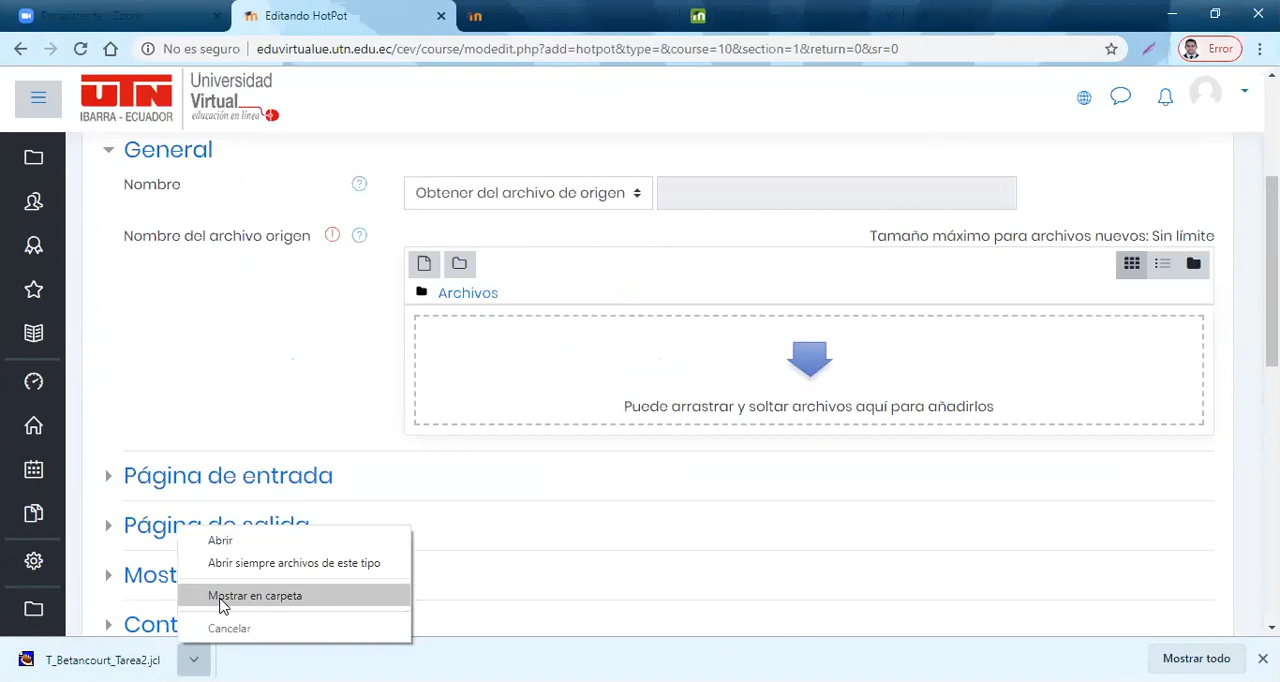 Editando HotPot
No es seguro
eduvirtualue.utn.edu.ec/cev/course/modedit.php?add=hotpot&type=&course=10&section=1&return=0&sr=0
Error
UTN
IBARRA - ECUADOR
Universidad
Virtual
educación en línea
General
Nombre
Obtener del archivo de origen
Nombre del archivo origen
Tamaño máximo para archivos nuevos: Sin límite
Archivos
Puede arrastrar y soltar archivos aquí para añadirlos
Página de entrada
Página de salida
Most
Cont
Abrir
Abrir siempre archivos de este tipo
Mostrar en carpeta
Cancelar
T_Betancourt_Tarea2.jcl
Mostrar todo